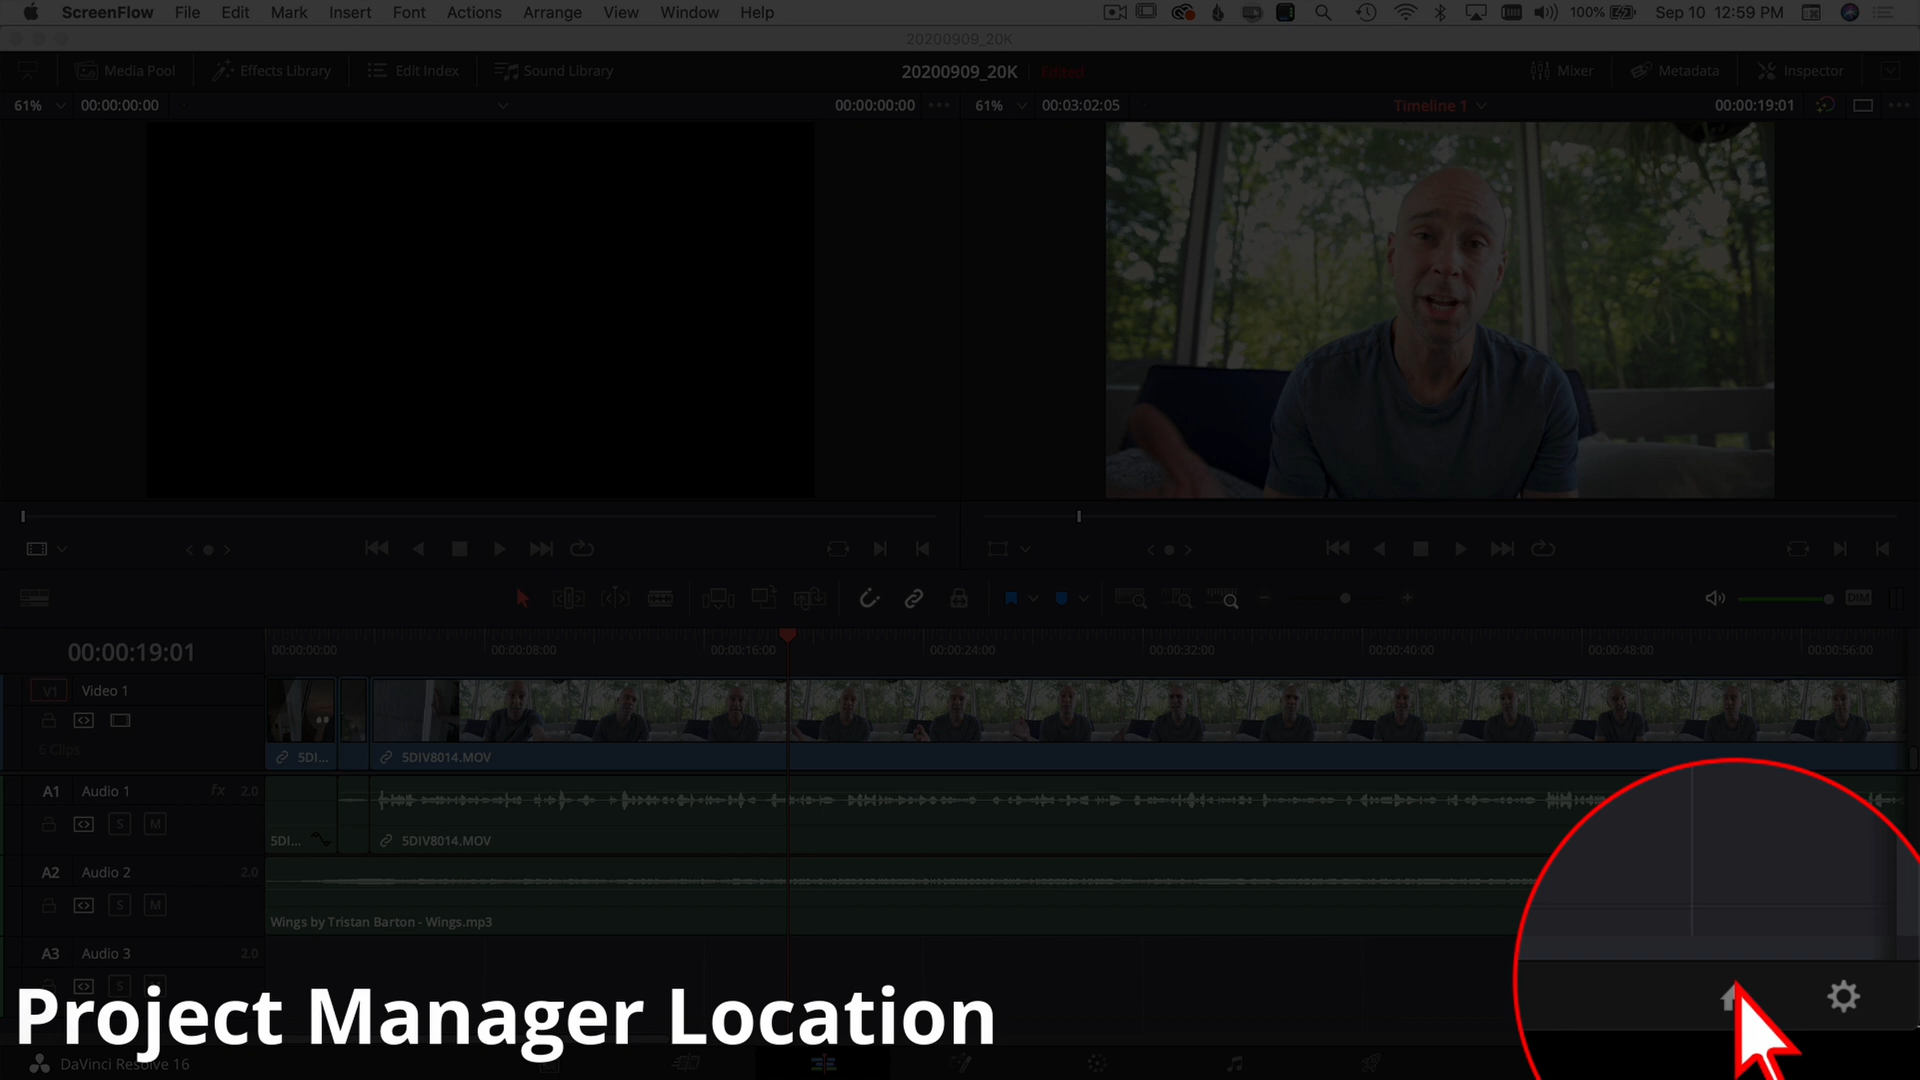 ScreenFlow File Edit Mark Insert Font Actions Arrange View Window Help 100% Sep 10 12:59 PM
20200909_20K
Media Pool Effects Library Edit Index Sound Library 20200909_20K Edited Mixer Metadata Inspector
61% 00:00:00:00 00:00:00:00 61% 00:03:02:05 Timeline 1 00:00:19:01
DIM
00:00:19:01 00:00:00:00 00:00:08:00 00:00:16:00 00:00:24:00 00:00:32:00 00:00:40:00 00:00:48:00 00:00:56:00
V1 Video 1
6 Clips
5DI... 5DIV8014.MOV
A1 Audio 1 fx 2.0
S M
5DI... 5DIV8014.MOV
A2 Audio 2 2.0
S M
Wings by Tristan Barton - Wings.mp3
A3 Audio 3 2.0
S M
Project Manager Location
DaVinci Resolve 16